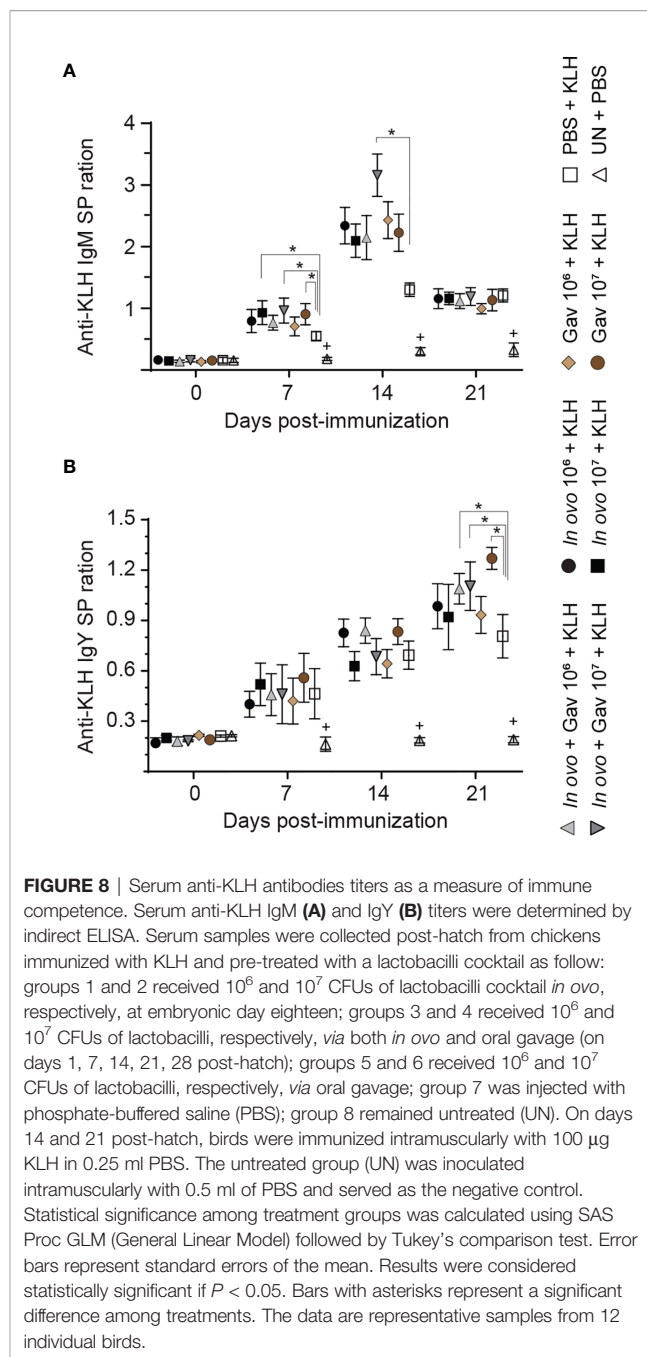 A
Anti-KLH IgM SP ration
4
3
2
1
* * * *
+ + +
0 7 14 21
Days post-immunization
B
Anti-KLH IgY SP ration
1.5
1.2
0.9
0.6
0.3
* * *
+ + +
0 7 14 21
Days post-immunization
PBS + KLH
UN + PBS
Gav 10⁶ + KLH
Gav 10⁷ + KLH
In ovo 10⁶ + KLH
In ovo 10⁷ + KLH
In ovo + Gav 10⁶ + KLH
In ovo + Gav 10⁷ + KLH
FIGURE 8 | Serum anti-KLH antibodies titers as a measure of immune
competence. Serum anti-KLH IgM (A) and IgY (B) titers were determined by
indirect ELISA. Serum samples were collected post-hatch from chickens
immunized with KLH and pre-treated with a lactobacilli cocktail as follow:
groups 1 and 2 received 10⁶ and 10⁷ CFUs of lactobacilli cocktail in ovo,
respectively, at embryonic day eighteen; groups 3 and 4 received 10⁶ and
10⁷ CFUs of lactobacilli, respectively, via both in ovo and oral gavage (on
days 1, 7, 14, 21, 28 post-hatch); groups 5 and 6 received 10⁶ and 10⁷
CFUs of lactobacilli, respectively, via oral gavage; group 7 was injected with
phosphate-buffered saline (PBS); group 8 remained untreated (UN). On days
14 and 21 post-hatch, birds were immunized intramuscularly with 100 μg
KLH in 0.25 ml PBS. The untreated group (UN) was inoculated
intramuscularly with 0.5 ml of PBS and served as the negative control.
Statistical significance among treatment groups was calculated using SAS
Proc GLM (General Linear Model) followed by Tukey's comparison test. Error
bars represent standard errors of the mean. Results were considered
statistically significant if P < 0.05. Bars with asterisks represent a significant
difference among treatments. The data are representative samples from 12
individual birds.